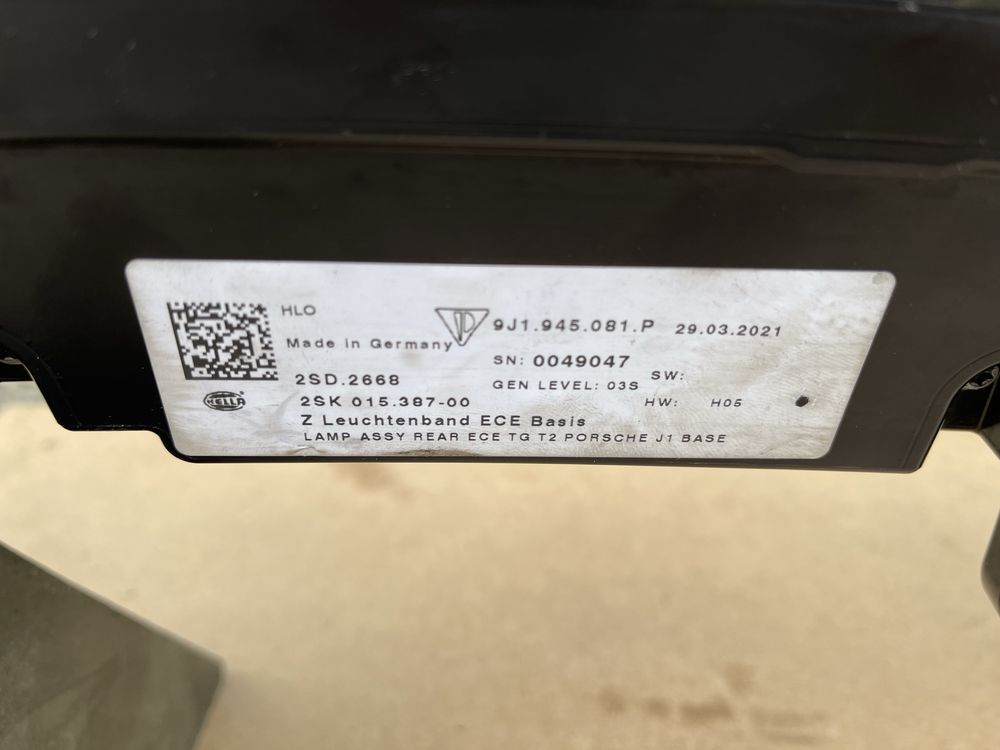 HLO
Made in Germany
9J1.945.081.P 29.03.2021
SN: 0049047
SW:
2SD.2668
GEN LEVEL: 03S
HELLA
2SK 015.387-00
HW: H05
Z Leuchtenband ECE Basis
LAMP ASSY REAR ECE TG T2 PORSCHE J1 BASE